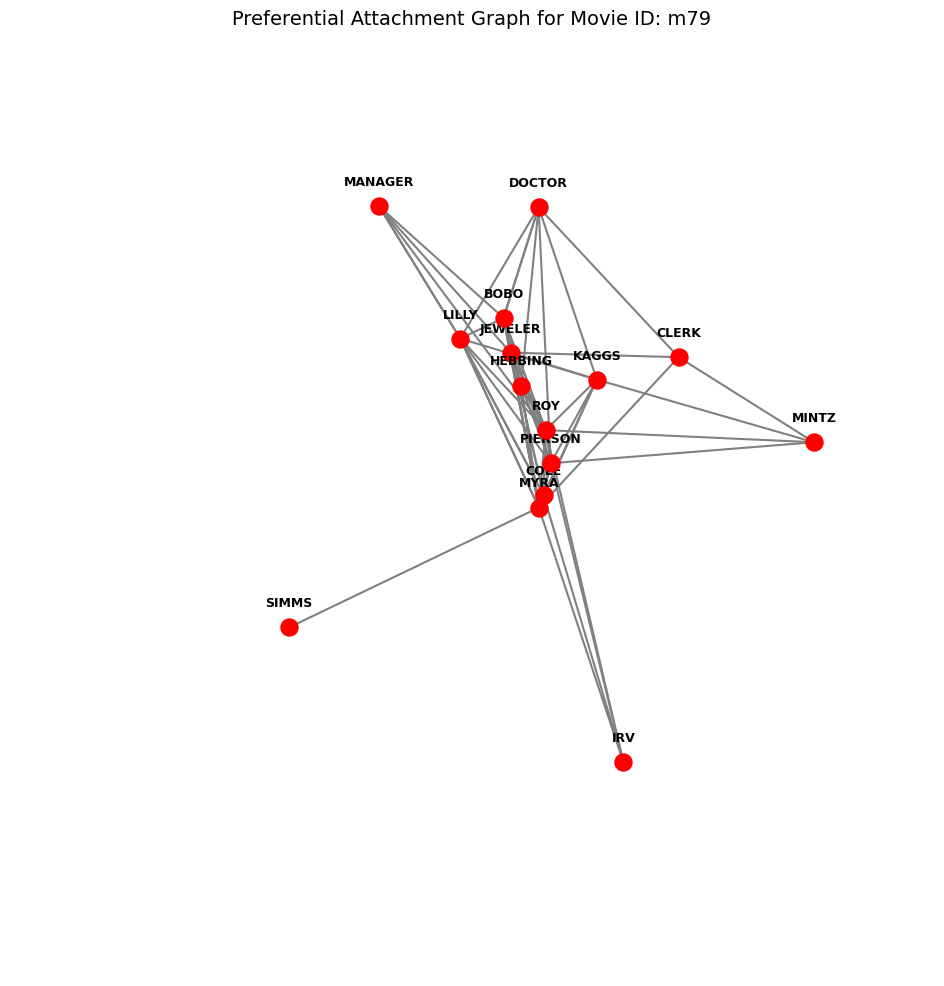 Preferential Attachment Graph for Movie ID: m79
MANAGER
DOCTOR
BOBO
LILLY
JEWELER
CLERK
KAGGS
HEBBING
ROY
MINTZ
PIERSON
COLE
MYRA
SIMMS
IRV